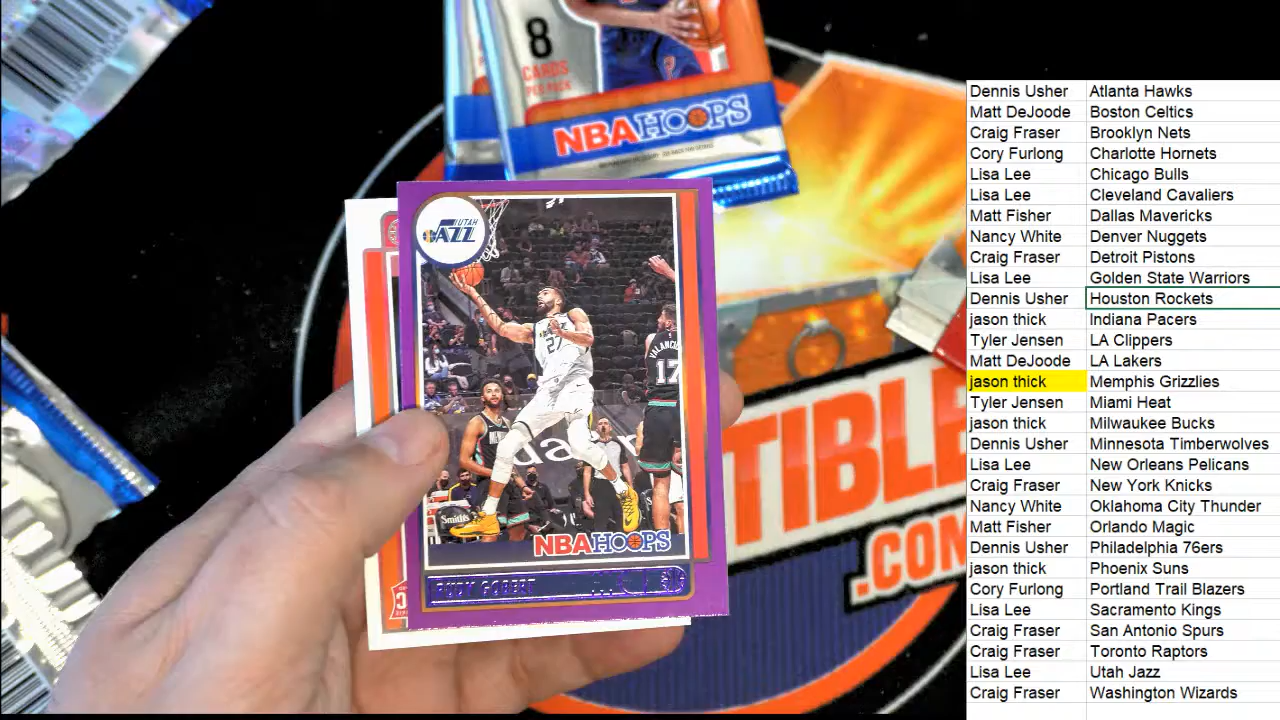 8
CARDS
PER PACK
NBA HOOPS
UTAH
JAZZ
27
VALANCIU
17
Smiths
NBA HOOPS
RUDY GOBERT
TIBLE
.COM
Dennis Usher Atlanta Hawks
Matt DeJoode Boston Celtics
Craig Fraser Brooklyn Nets
Cory Furlong Charlotte Hornets
Lisa Lee Chicago Bulls
Lisa Lee Cleveland Cavaliers
Matt Fisher Dallas Mavericks
Nancy White Denver Nuggets
Craig Fraser Detroit Pistons
Lisa Lee Golden State Warriors
Dennis Usher Houston Rockets
jason thick Indiana Pacers
Tyler Jensen LA Clippers
Matt DeJoode LA Lakers
jason thick Memphis Grizzlies
Tyler Jensen Miami Heat
jason thick Milwaukee Bucks
Dennis Usher Minnesota Timberwolves
Lisa Lee New Orleans Pelicans
Craig Fraser New York Knicks
Nancy White Oklahoma City Thunder
Matt Fisher Orlando Magic
Dennis Usher Philadelphia 76ers
jason thick Phoenix Suns
Cory Furlong Portland Trail Blazers
Lisa Lee Sacramento Kings
Craig Fraser San Antonio Spurs
Craig Fraser Toronto Raptors
Lisa Lee Utah Jazz
Craig Fraser Washington Wizards